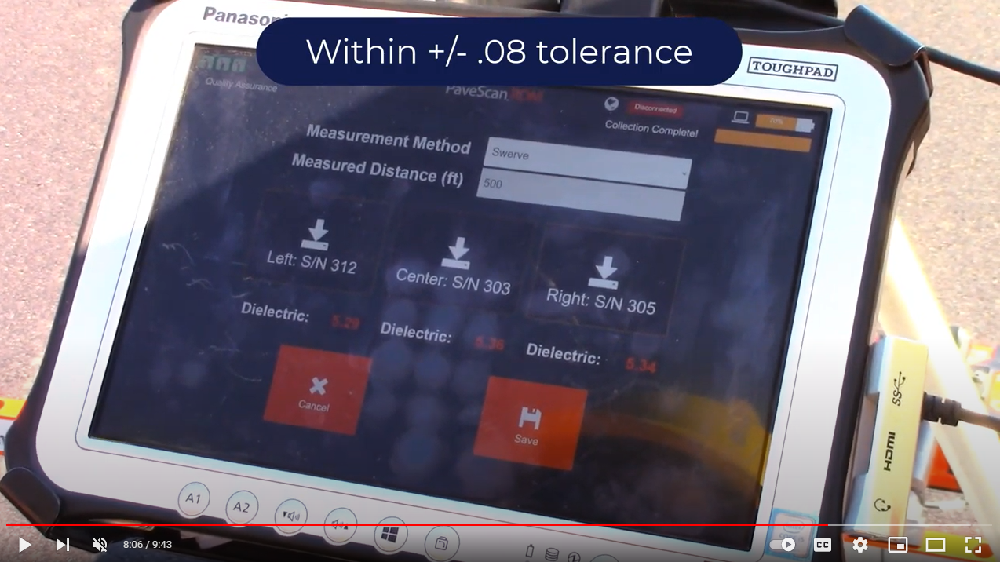 Panasonic
Within +/- .08 tolerance
TOUGHPAD
Quality Assurance
PaveScan RDM
Disconnected
70%
Collection Complete!
Measurement Method
Swerve
Measured Distance (ft)
500
Left: S/N 312
Center: S/N 303
Right: S/N 305
Dielectric: 5.29
Dielectric: 5.36
Dielectric: 5.34
Cancel
Save
SS
HDMI
A1
A2
8:06 / 9:43
CC